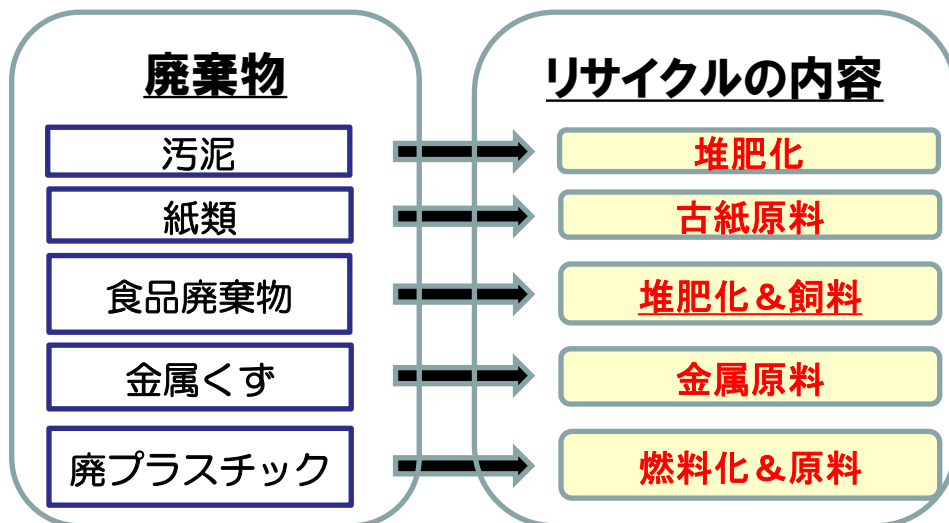 廃棄物
リサイクルの内容
汚泥
堆肥化
紙類
古紙原料
食品廃棄物
堆肥化&飼料
金属くず
金属原料
廃プラスチック
燃料化&原料